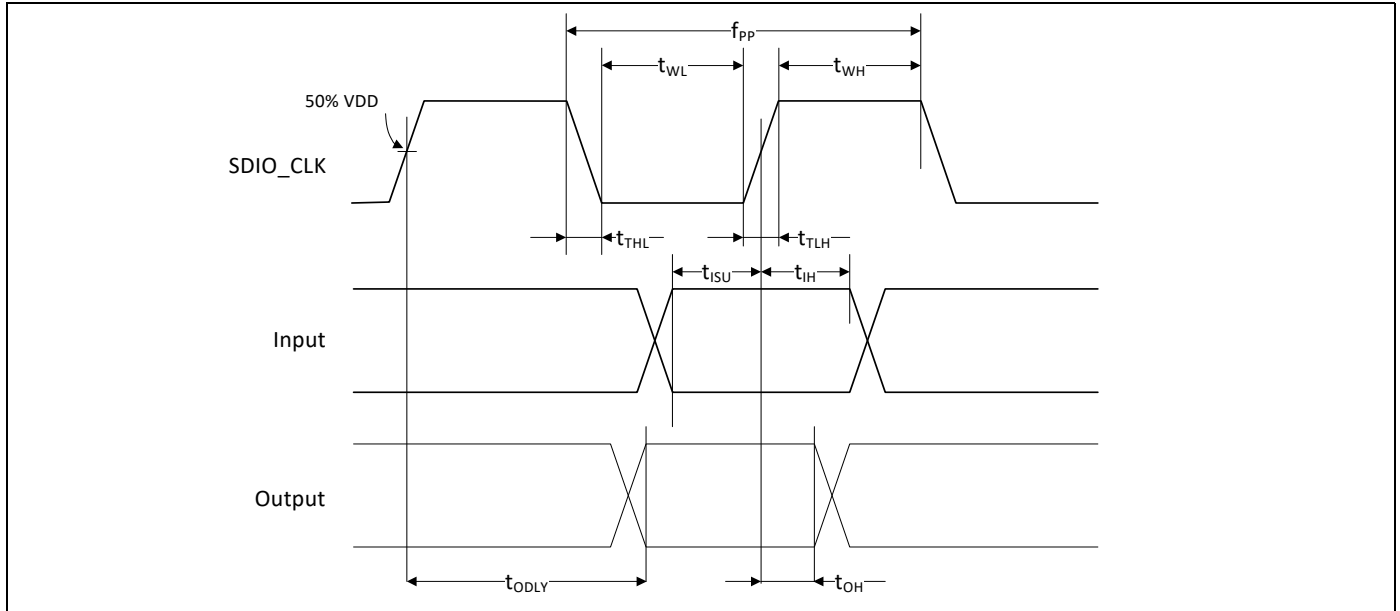 fPP
tWL
tWH
50% VDD
SDIO_CLK
tTHL
tTLH
tISU
tIH
Input
Output
tODLY
tOH